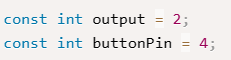 const int output = 2;
const int buttonPin = 4;